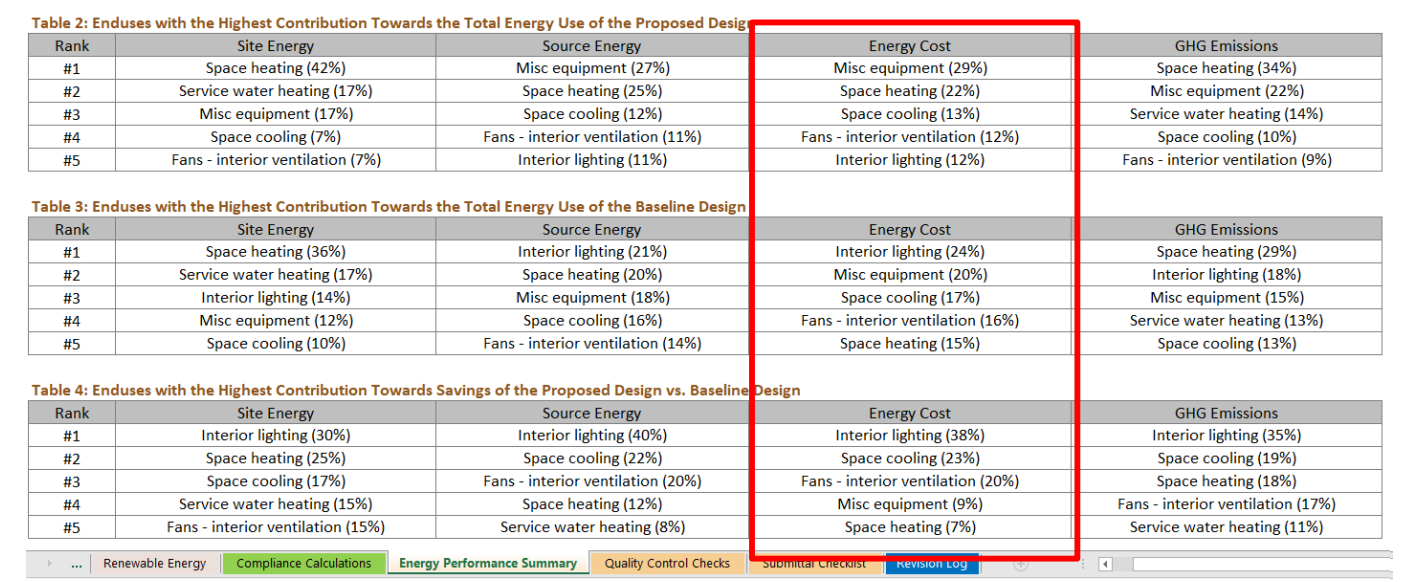 Table 2: Enduses with the Highest Contribution Towards the Total Energy Use of the Proposed Design
Rank Site Energy Source Energy Energy Cost GHG Emissions
#1 Space heating (42%) Misc equipment (27%) Misc equipment (29%) Space heating (34%)
#2 Service water heating (17%) Space heating (25%) Space heating (22%) Misc equipment (22%)
#3 Misc equipment (17%) Space cooling (12%) Space cooling (13%) Service water heating (14%)
#4 Space cooling (7%) Fans - interior ventilation (11%) Fans - interior ventilation (12%) Space cooling (10%)
#5 Fans - interior ventilation (7%) Interior lighting (11%) Interior lighting (12%) Fans - interior ventilation (9%)
Table 3: Enduses with the Highest Contribution Towards the Total Energy Use of the Baseline Design
Rank Site Energy Source Energy Energy Cost GHG Emissions
#1 Space heating (36%) Interior lighting (21%) Interior lighting (24%) Space heating (29%)
#2 Service water heating (17%) Space heating (20%) Misc equipment (20%) Interior lighting (18%)
#3 Interior lighting (14%) Misc equipment (18%) Space cooling (17%) Misc equipment (15%)
#4 Misc equipment (12%) Space cooling (16%) Fans - interior ventilation (16%) Service water heating (13%)
#5 Space cooling (10%) Fans - interior ventilation (14%) Space heating (15%) Space cooling (13%)
Table 4: Enduses with the Highest Contribution Towards Savings of the Proposed Design vs. Baseline Design
Rank Site Energy Source Energy Energy Cost GHG Emissions
#1 Interior lighting (30%) Interior lighting (40%) Interior lighting (38%) Interior lighting (35%)
#2 Space heating (25%) Space cooling (22%) Space cooling (23%) Space cooling (19%)
#3 Space cooling (17%) Fans - interior ventilation (20%) Fans - interior ventilation (20%) Space heating (18%)
#4 Service water heating (15%) Space heating (12%) Misc equipment (9%) Fans - interior ventilation (17%)
#5 Fans - interior ventilation (15%) Service water heating (8%) Space heating (7%) Service water heating (11%)
... Renewable Energy Compliance Calculations Energy Performance Summary Quality Control Checks Submittal Checklist Revision Log